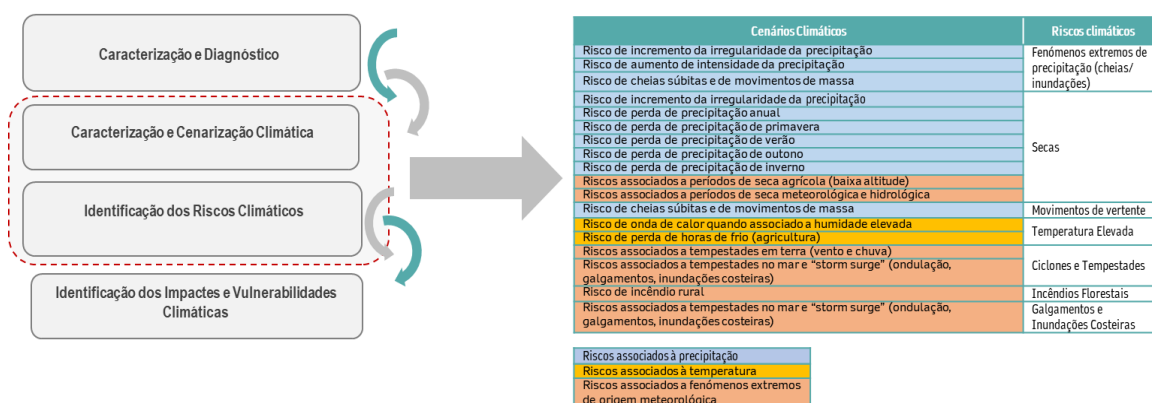 Caracterização e Diagnóstico
Caracterização e Cenarização Climática
Identificação dos Riscos Climáticos
Identificação dos Impactes e Vulnerabilidades
Climáticas
Cenários Climáticos
Riscos climáticos
Risco de incremento da irregularidade da precipitação
Risco de aumento de intensidade da precipitação
Risco de cheias súbitas e de movimentos de massa
Fenómenos extremos de
precipitação (cheias/
inundações)
Risco de incremento da irregularidade da precipitação
Risco de perda de precipitação anual
Risco de perda de precipitação de primavera
Risco de perda de precipitação de verão
Risco de perda de precipitação de outono
Risco de perda de precipitação de inverno
Riscos associados a períodos de seca agrícola (baixa altitude)
Riscos associados a períodos de seca meteorológica e hidrológica
Secas
Risco de cheias súbitas e de movimentos de massa
Movimentos de vertente
Risco de onda de calor quando associado a humidade elevada
Risco de perda de horas de frio (agricultura)
Temperatura Elevada
Riscos associados a tempestades em terra (vento e chuva)
Riscos associados a tempestades no mar e “storm surge” (ondulação,
galgamentos, inundações costeiras)
Ciclones e Tempestades
Risco de incêndio rural
Incêndios Florestais
Riscos associados a tempestades no mar e “storm surge” (ondulação,
galgamentos, inundações costeiras)
Galgamentos e
Inundações Costeiras
Riscos associados à precipitação
Riscos associados à temperatura
Riscos associados a fenómenos extremos
de origem meteorológica